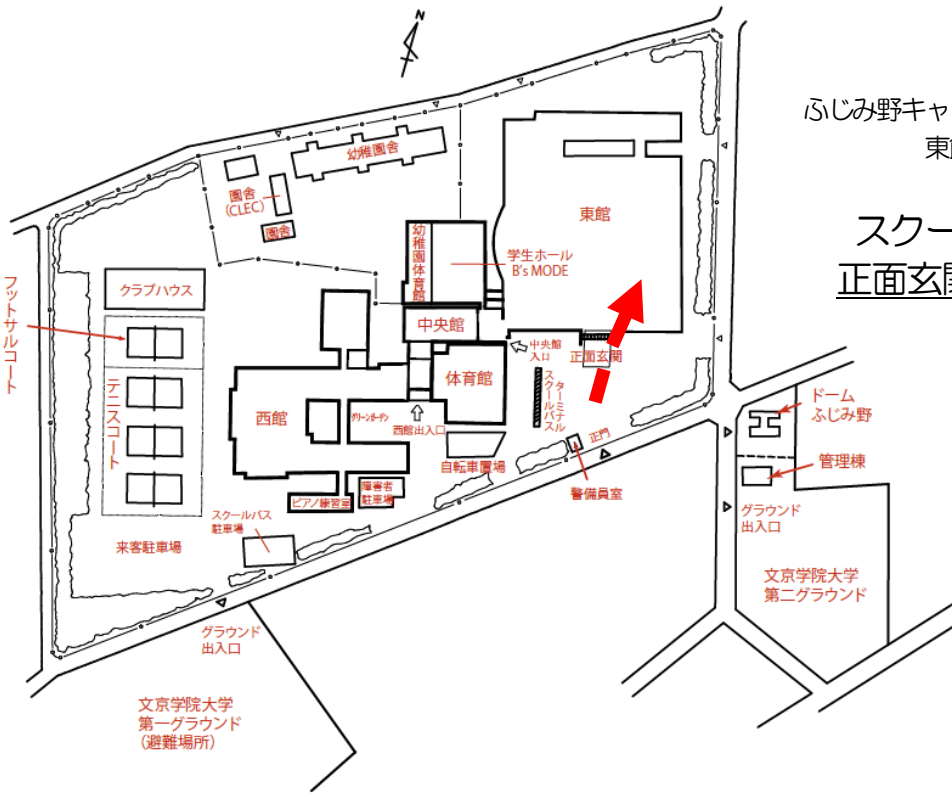 N
ふじみ野キャ
東館
スクー
正面玄関
幼稚園舎
園舎
(CLEC)
園舎
幼稚園体育館
学生ホール
B's MODE
東館
フットサルコート
クラブハウス
テニスコート
中央館
中央館
入口
正面玄関
体育館
スクールバス
ターミナル
西館
グリーンガーデン
西館出入口
自転車置場
正門
警備員室
ピアノ練習室
障害者
駐車場
スクールバス
駐車場
来客駐車場
グラウンド
出入口
文京学院大学
第一グラウンド
(避難場所)
ドーム
ふじみ野
管理棟
グラウンド
出入口
文京学院大学
第二グラウンド